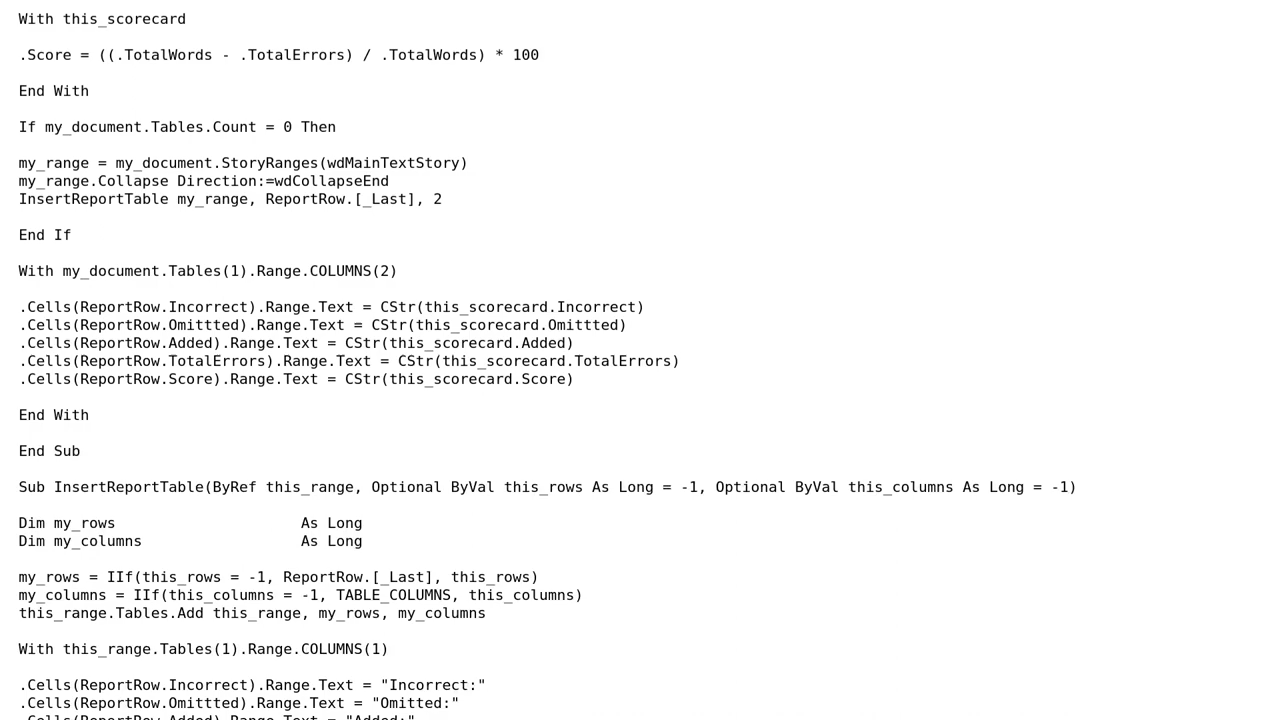 With this_scorecard
.Score = ((.TotalWords - .TotalErrors) / .TotalWords) * 100
End With
If my_document.Tables.Count = 0 Then
my_range = my_document.StoryRanges(wdMainTextStory)
my_range.Collapse Direction:=wdCollapseEnd
InsertReportTable my_range, ReportRow.[_Last], 2
End If
With my_document.Tables(1).Range.COLUMNS(2)
.Cells(ReportRow.Incorrect).Range.Text = CStr(this_scorecard.Incorrect)
.Cells(ReportRow.Omittted).Range.Text = CStr(this_scorecard.Omittted)
.Cells(ReportRow.Added).Range.Text = CStr(this_scorecard.Added)
.Cells(ReportRow.TotalErrors).Range.Text = CStr(this_scorecard.TotalErrors)
.Cells(ReportRow.Score).Range.Text = CStr(this_scorecard.Score)
End With
End Sub
Sub InsertReportTable(ByRef this_range, Optional ByVal this_rows As Long = -1, Optional ByVal this_columns As Long = -1)
Dim my_rows As Long
Dim my_columns As Long
my_rows = IIf(this_rows = -1, ReportRow.[_Last], this_rows)
my_columns = IIf(this_columns = -1, TABLE_COLUMNS, this_columns)
this_range.Tables.Add this_range, my_rows, my_columns
With this_range.Tables(1).Range.COLUMNS(1)
.Cells(ReportRow.Incorrect).Range.Text = "Incorrect:"
.Cells(ReportRow.Omittted).Range.Text = "Omitted:"
.Cells(ReportRow.Added).Range.Text = "Added:"